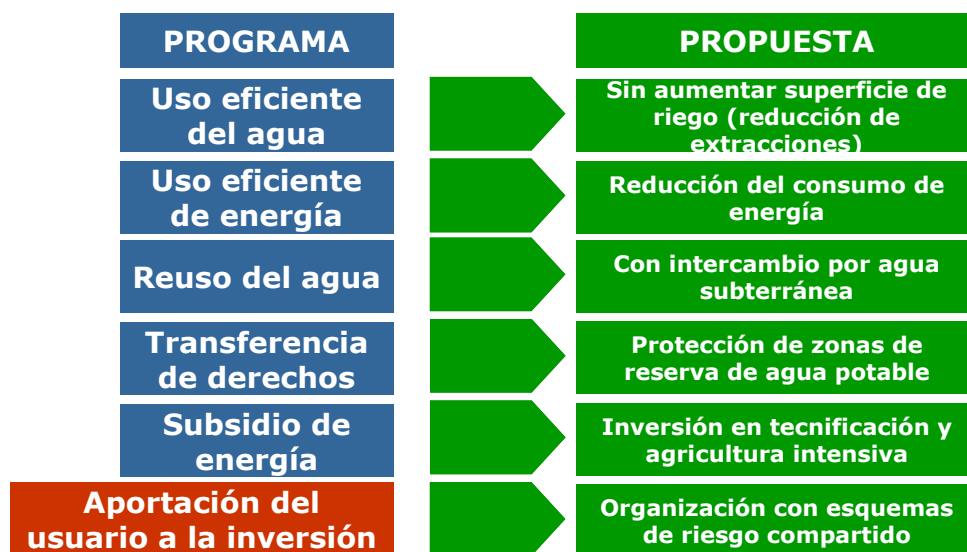 PROGRAMA
PROPUESTA
Uso eficiente
del agua
Sin aumentar superficie de
riego (reducción de
extracciones)
Uso eficiente
de energía
Reducción del consumo de
energía
Reuso del agua
Con intercambio por agua
subterránea
Transferencia
de derechos
Protección de zonas de
reserva de agua potable
Subsidio de
energía
Inversión en tecnificación y
agricultura intensiva
Aportación del
usuario a la inversión
Organización con esquemas
de riesgo compartido